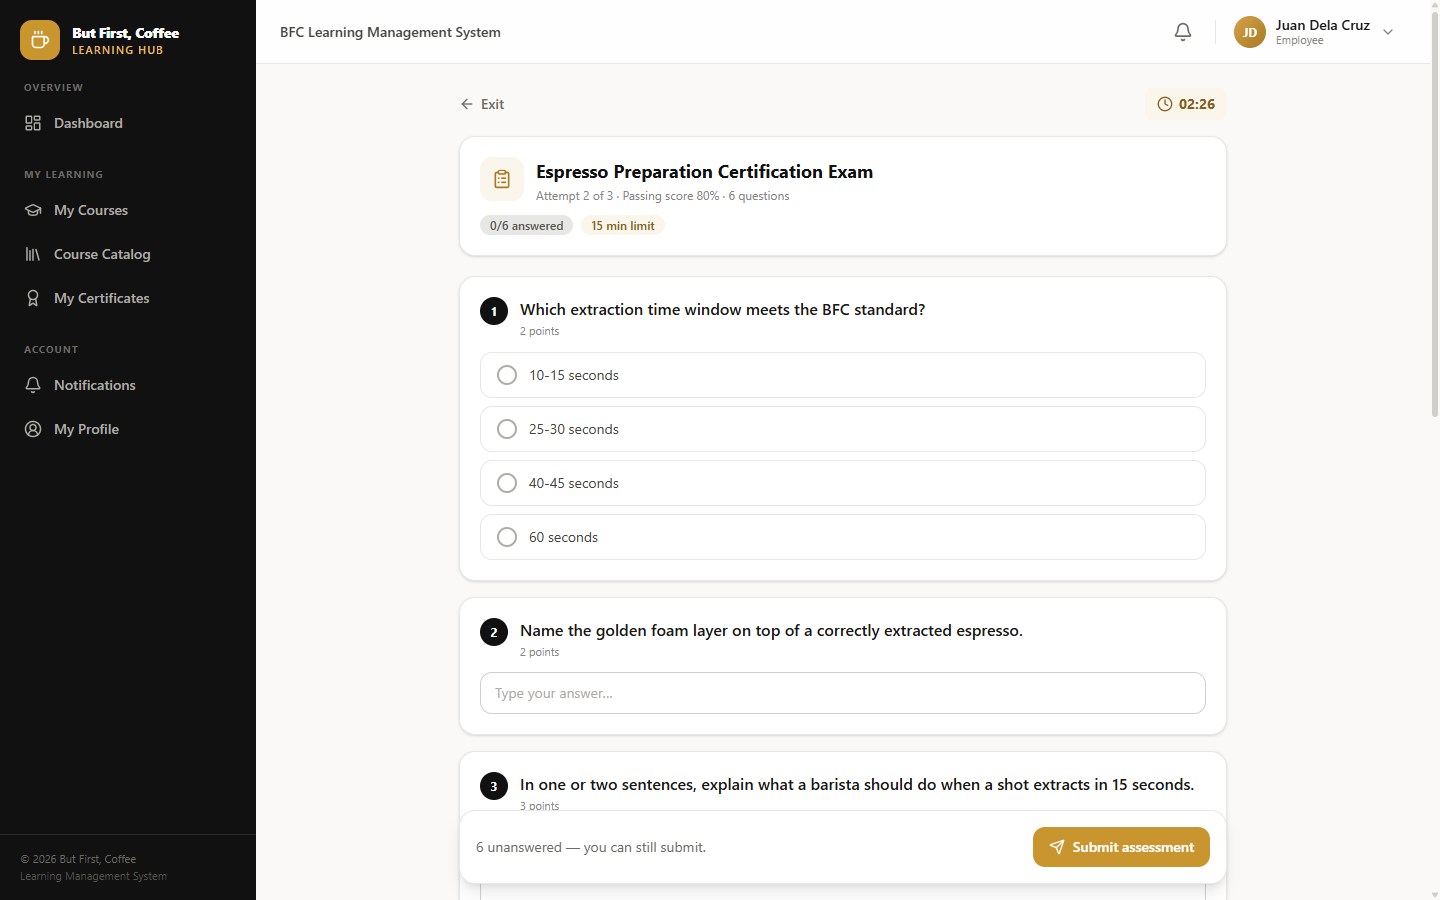 But First, Coffee
LEARNING HUB
OVERVIEW
Dashboard
MY LEARNING
My Courses
Course Catalog
My Certificates
ACCOUNT
Notifications
My Profile
© 2026 But First, Coffee
Learning Management System
BFC Learning Management System
JD
Juan Dela Cruz
Employee
Exit
02:26
Espresso Preparation Certification Exam
Attempt 2 of 3 · Passing score 80% · 6 questions
0/6 answered
15 min limit
1
Which extraction time window meets the BFC standard?
2 points
10-15 seconds
25-30 seconds
40-45 seconds
60 seconds
2
Name the golden foam layer on top of a correctly extracted espresso.
2 points
Type your answer...
3
In one or two sentences, explain what a barista should do when a shot extracts in 15 seconds.
3 points
6 unanswered — you can still submit.
Submit assessment